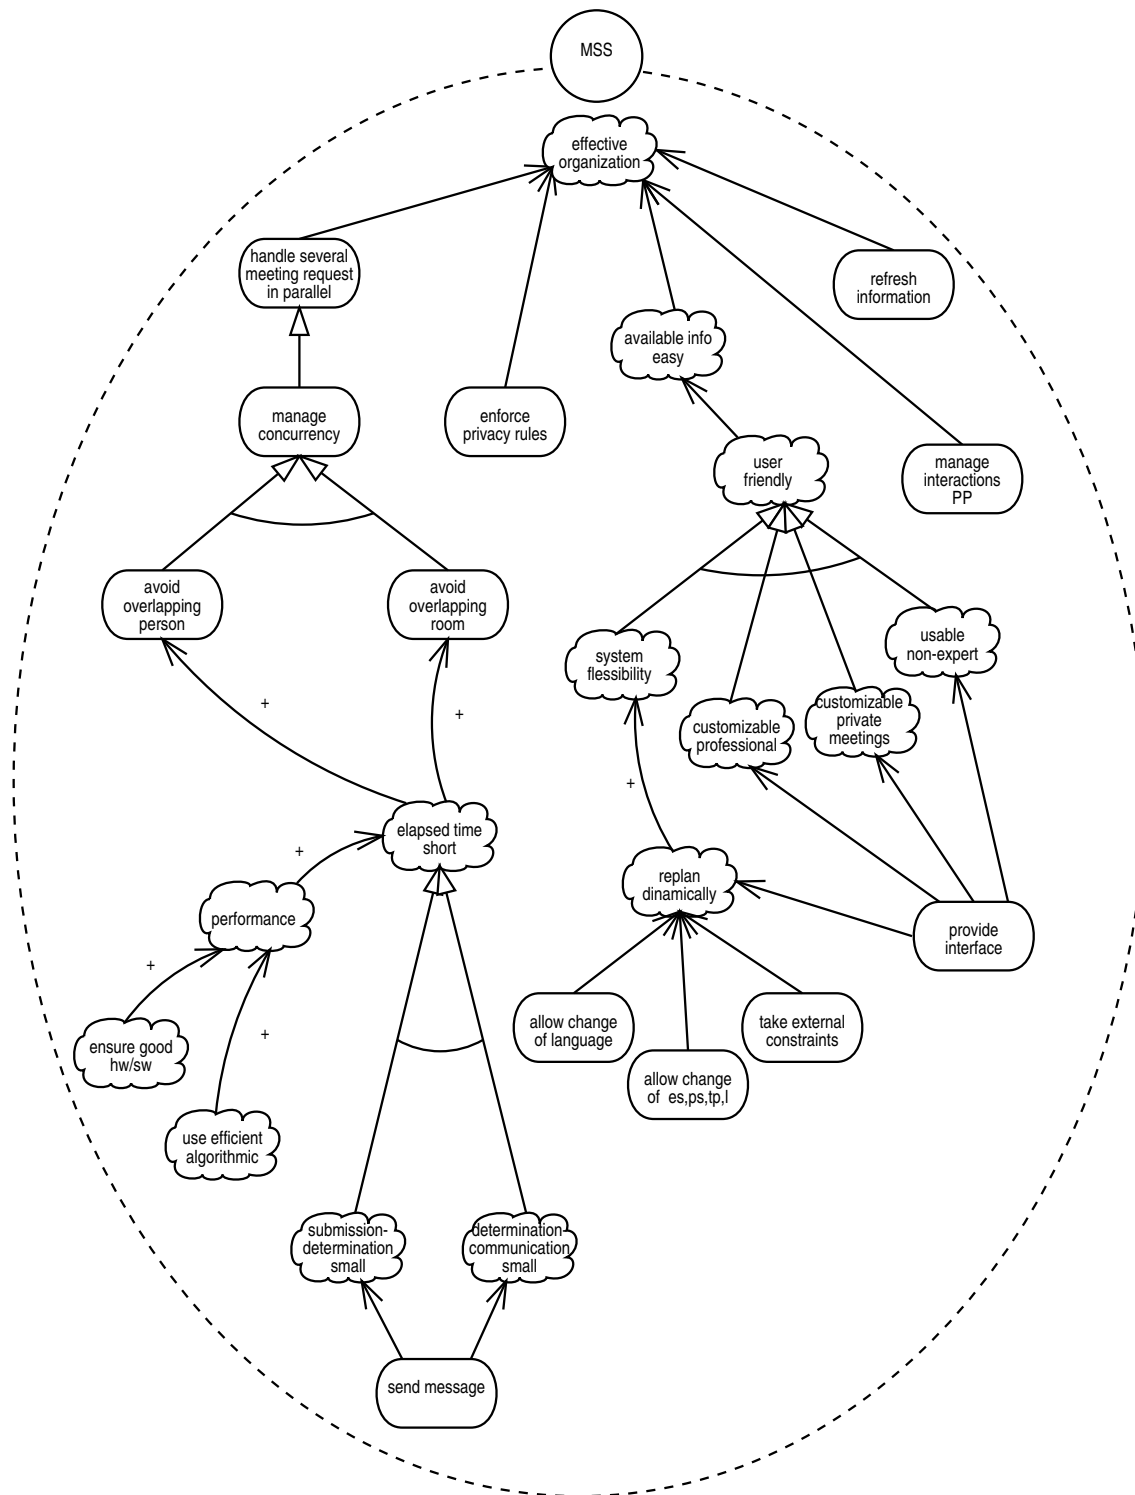 MSS
effective
organization
handle several
meeting request
in parallel
refresh
information
available info
easy
manage
concurrency
enforce
privacy rules
user
friendly
manage
interactions
PP
avoid
overlapping
person
avoid
overlapping
room
system
flessibility
usable
non-expert
customizable
professional
customizable
private
meetings
+
+
+
elapsed time
short
+
performance
replan
dinamically
provide
interface
+
+
ensure good
hw/sw
use efficient
algorithmic
allow change
of language
take external
constraints
allow change
of es,ps,tp,l
submission-
determination
small
determination-
communication
small
send message